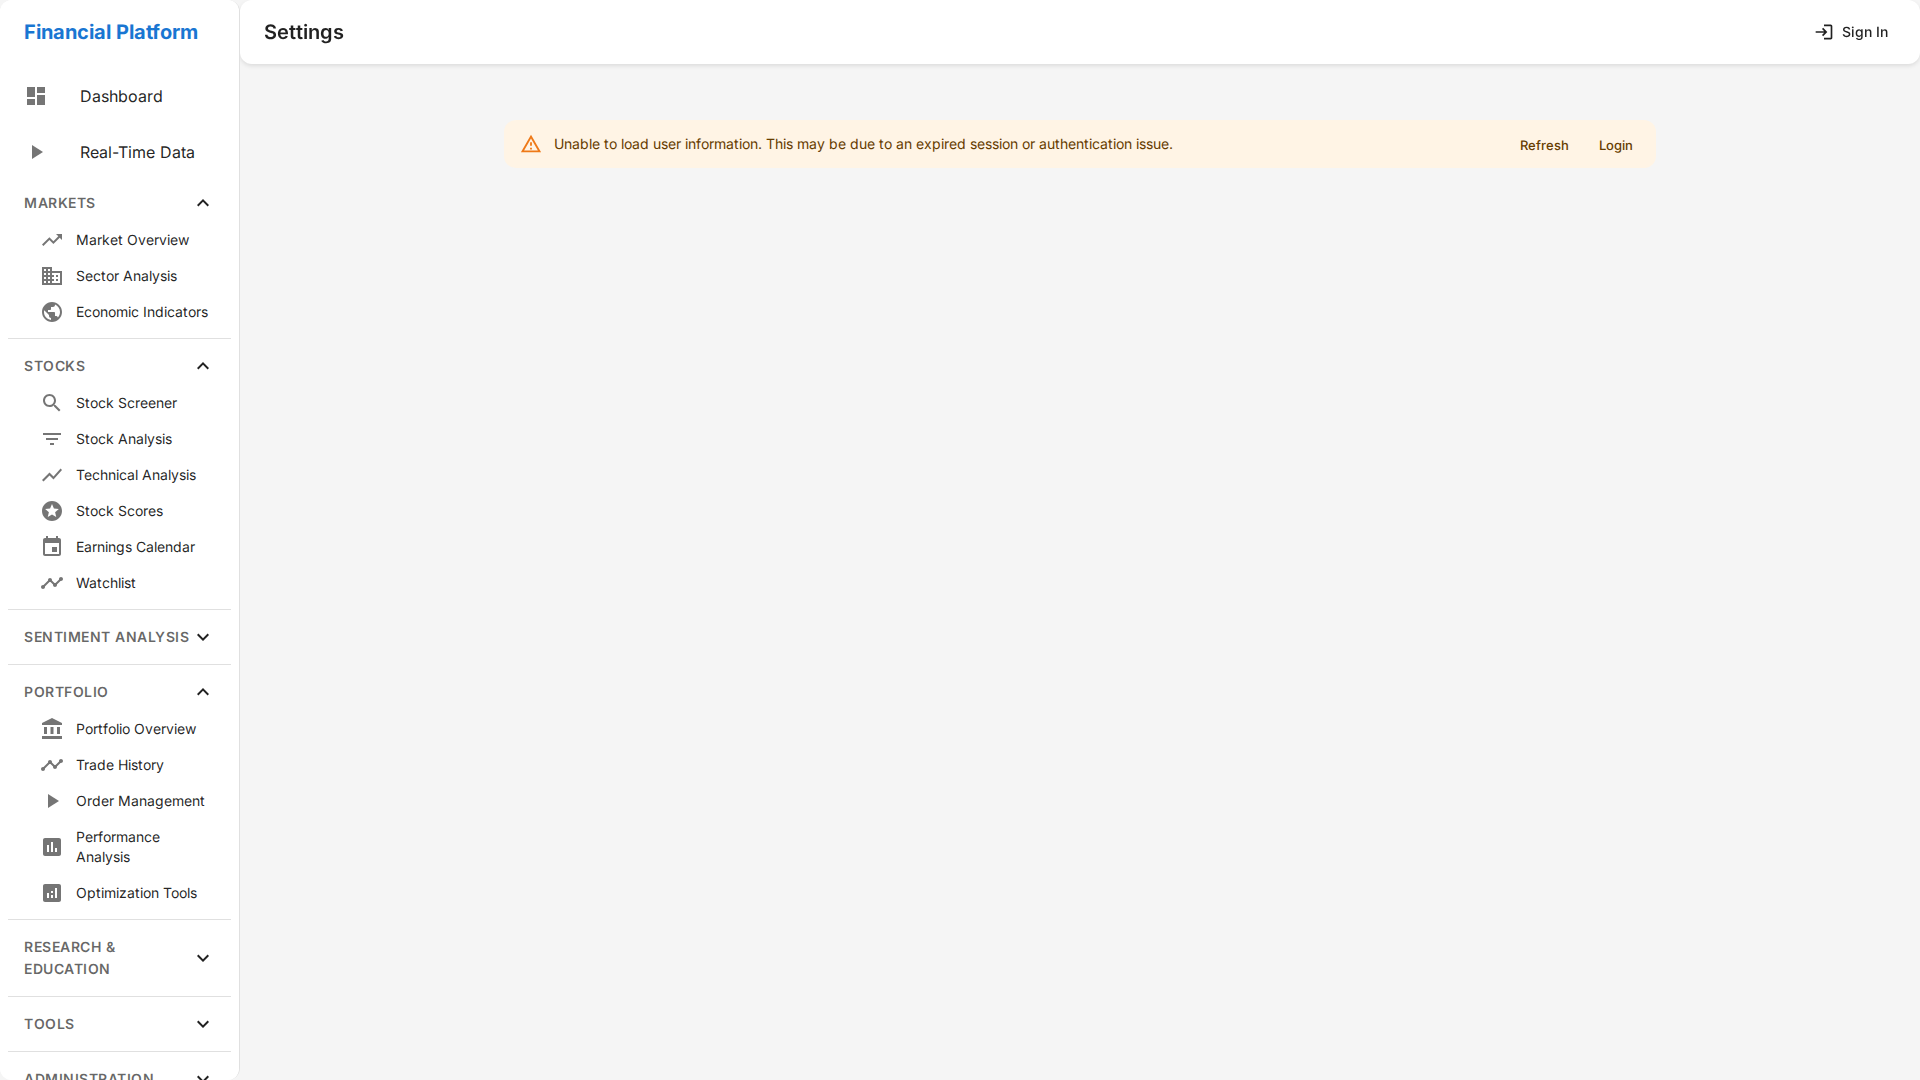 Financial Platform
Settings
Sign In
Dashboard
Real-Time Data
MARKETS
Market Overview
Sector Analysis
Economic Indicators
STOCKS
Stock Screener
Stock Analysis
Technical Analysis
Stock Scores
Earnings Calendar
Watchlist
SENTIMENT ANALYSIS
PORTFOLIO
Portfolio Overview
Trade History
Order Management
Performance
Analysis
Optimization Tools
RESEARCH &
EDUCATION
TOOLS
ADMINISTRATION
Unable to load user information. This may be due to an expired session or authentication issue.
Refresh
Login